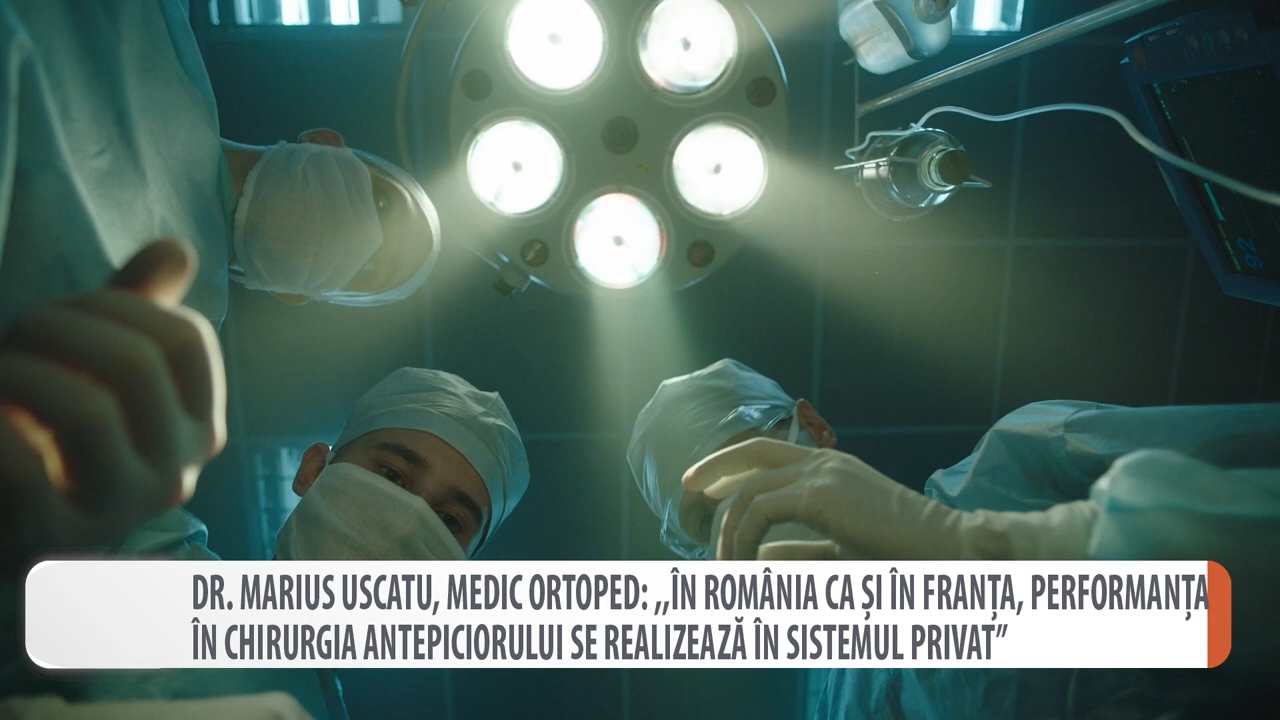 92
DR. MARIUS USCATU, MEDIC ORTOPED: ,,ÎN ROMÂNIA CA ȘI ÎN FRANȚA, PERFORMANȚA
ÎN CHIRURGIA ANTEPICIORULUI SE REALIZEAZĂ ÎN SISTEMUL PRIVAT”